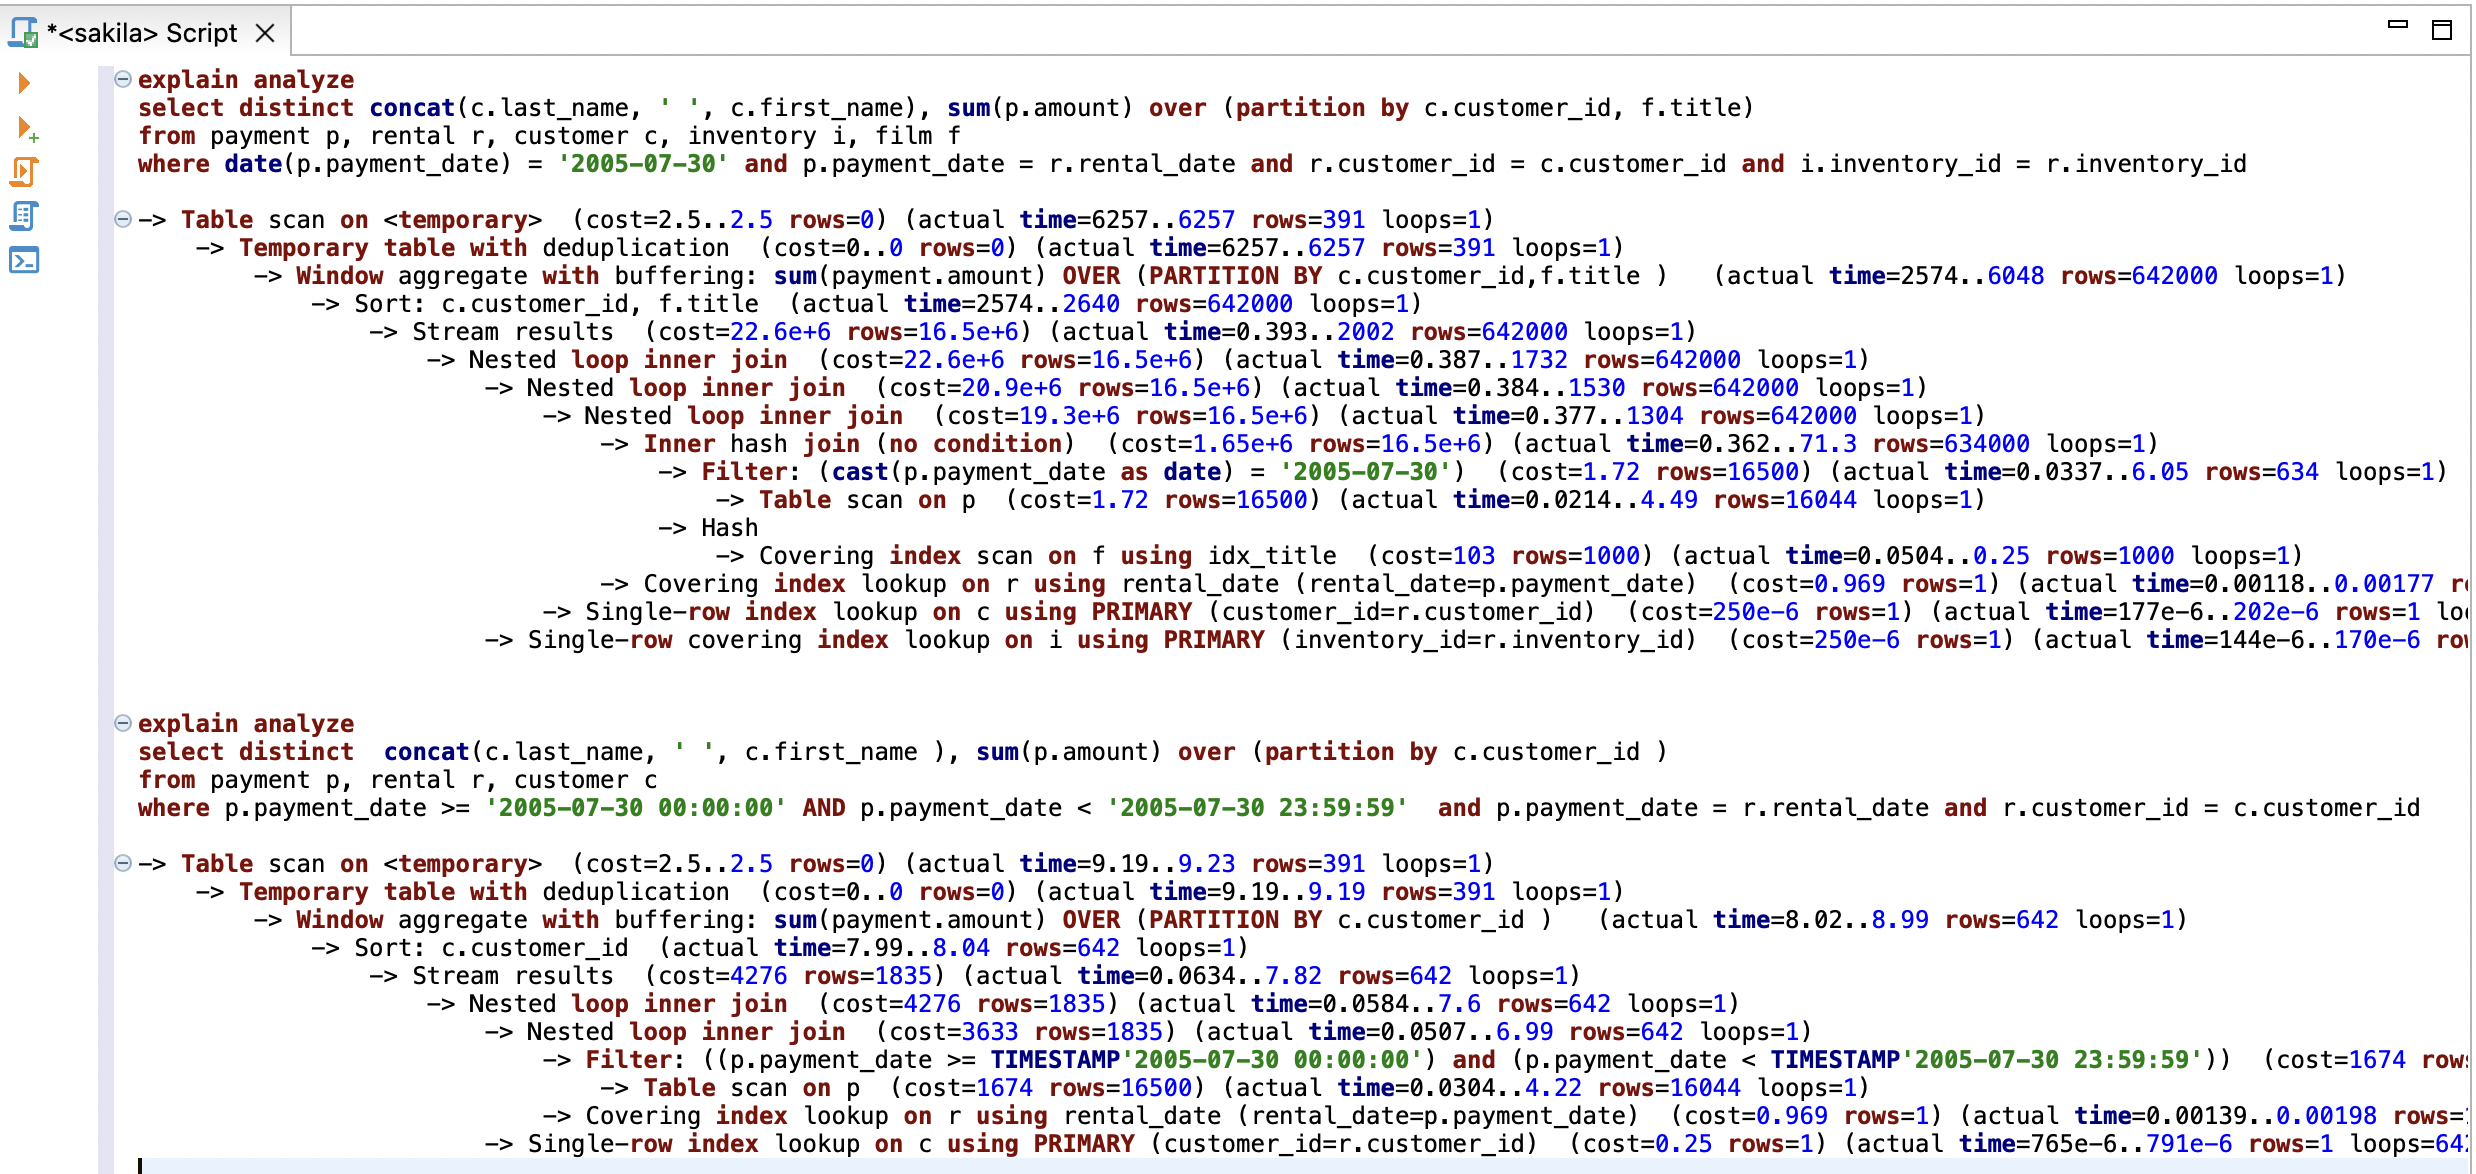 *<sakila> Script
explain analyze
select distinct concat(c.last_name, ' ', c.first_name), sum(p.amount) over (partition by c.customer_id, f.title)
from payment p, rental r, customer c, inventory i, film f
where date(p.payment_date) = '2005-07-30' and p.payment_date = r.rental_date and r.customer_id = c.customer_id and i.inventory_id = r.inventory_id
-> Table scan on <temporary>  (cost=2.5..2.5 rows=0) (actual time=6257..6257 rows=391 loops=1)
-> Temporary table with deduplication  (cost=0..0 rows=0) (actual time=6257..6257 rows=391 loops=1)
-> Window aggregate with buffering: sum(payment.amount) OVER (PARTITION BY c.customer_id,f.title )   (actual time=2574..6048 rows=642000 loops=1)
-> Sort: c.customer_id, f.title  (actual time=2574..2640 rows=642000 loops=1)
-> Stream results  (cost=22.6e+6 rows=16.5e+6) (actual time=0.393..2002 rows=642000 loops=1)
-> Nested loop inner join  (cost=22.6e+6 rows=16.5e+6) (actual time=0.387..1732 rows=642000 loops=1)
-> Nested loop inner join  (cost=20.9e+6 rows=16.5e+6) (actual time=0.384..1530 rows=642000 loops=1)
-> Nested loop inner join  (cost=19.3e+6 rows=16.5e+6) (actual time=0.377..1304 rows=642000 loops=1)
-> Inner hash join (no condition)  (cost=1.65e+6 rows=16.5e+6) (actual time=0.362..71.3 rows=634000 loops=1)
-> Filter: (cast(p.payment_date as date) = '2005-07-30')  (cost=1.72 rows=16500) (actual time=0.0337..6.05 rows=634 loops=1)
-> Table scan on p  (cost=1.72 rows=16500) (actual time=0.0214..4.49 rows=16044 loops=1)
-> Hash
-> Covering index scan on f using idx_title  (cost=103 rows=1000) (actual time=0.0504..0.25 rows=1000 loops=1)
-> Covering index lookup on r using rental_date (rental_date=p.payment_date)  (cost=0.969 rows=1) (actual time=0.00118..0.00177
-> Single-row index lookup on c using PRIMARY (customer_id=r.customer_id)  (cost=250e-6 rows=1) (actual time=177e-6..202e-6 rows=1
-> Single-row covering index lookup on i using PRIMARY (inventory_id=r.inventory_id)  (cost=250e-6 rows=1) (actual time=144e-6..170e-6
explain analyze
select distinct  concat(c.last_name, ' ', c.first_name ), sum(p.amount) over (partition by c.customer_id )
from payment p, rental r, customer c
where p.payment_date >= '2005-07-30 00:00:00' AND p.payment_date < '2005-07-30 23:59:59'  and p.payment_date = r.rental_date and r.customer_id = c.customer_id
-> Table scan on <temporary>  (cost=2.5..2.5 rows=0) (actual time=9.19..9.23 rows=391 loops=1)
-> Temporary table with deduplication  (cost=0..0 rows=0) (actual time=9.19..9.19 rows=391 loops=1)
-> Window aggregate with buffering: sum(payment.amount) OVER (PARTITION BY c.customer_id )   (actual time=8.02..8.99 rows=642 loops=1)
-> Sort: c.customer_id  (actual time=7.99..8.04 rows=642 loops=1)
-> Stream results  (cost=4276 rows=1835) (actual time=0.0634..7.82 rows=642 loops=1)
-> Nested loop inner join  (cost=4276 rows=1835) (actual time=0.0584..7.6 rows=642 loops=1)
-> Nested loop inner join  (cost=3633 rows=1835) (actual time=0.0507..6.99 rows=642 loops=1)
-> Filter: ((p.payment_date >= TIMESTAMP'2005-07-30 00:00:00') and (p.payment_date < TIMESTAMP'2005-07-30 23:59:59'))  (cost=1674
-> Table scan on p  (cost=1674 rows=16500) (actual time=0.0304..4.22 rows=16044 loops=1)
-> Covering index lookup on r using rental_date (rental_date=p.payment_date)  (cost=0.969 rows=1) (actual time=0.00139..0.00198
-> Single-row index lookup on c using PRIMARY (customer_id=r.customer_id)  (cost=0.25 rows=1) (actual time=765e-6..791e-6 rows=1